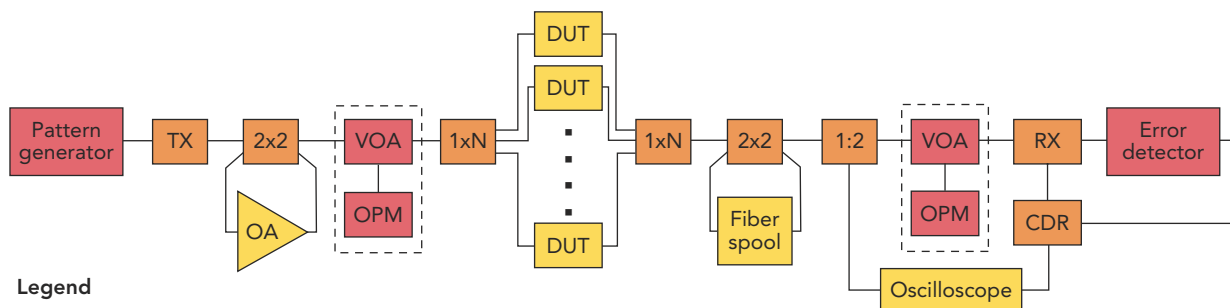 DUT
DUT
Pattern
generator
TX
2x2
VOA
1xN
1xN
2x2
1:2
VOA
RX
Error
detector
OA
OPM
DUT
Fiber
spool
OPM
CDR
Legend
Oscilloscope